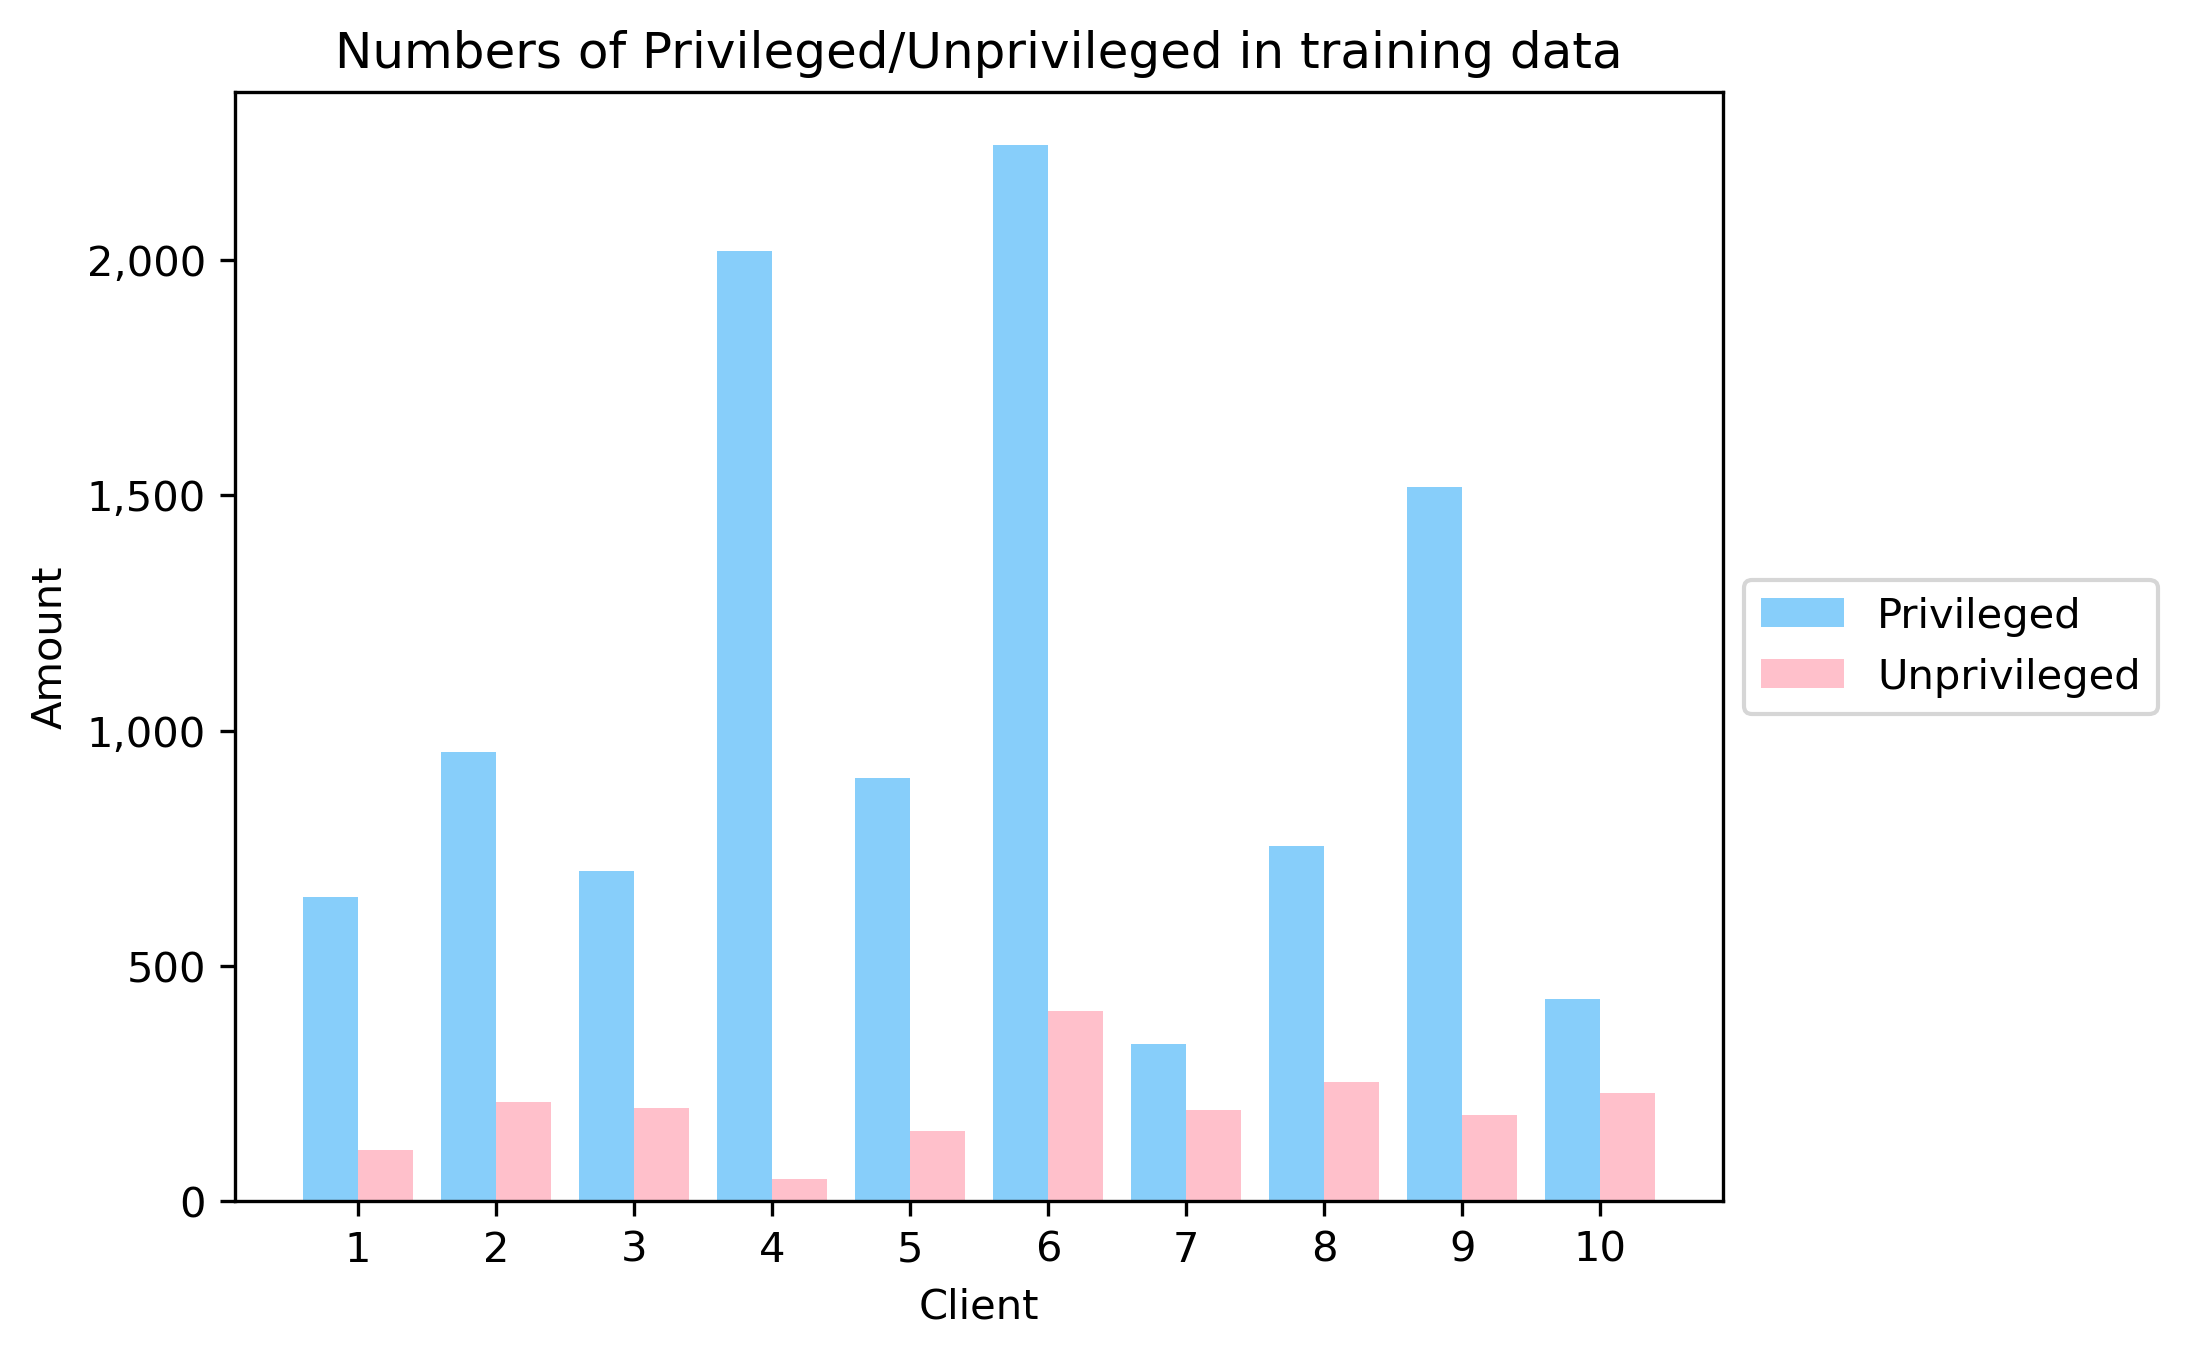 Numbers of Privileged/Unprivileged in training data
2,000
1,500
1,000
500
0
Amount
1 2 3 4 5 6 7 8 9 10
Client
Privileged
Unprivileged